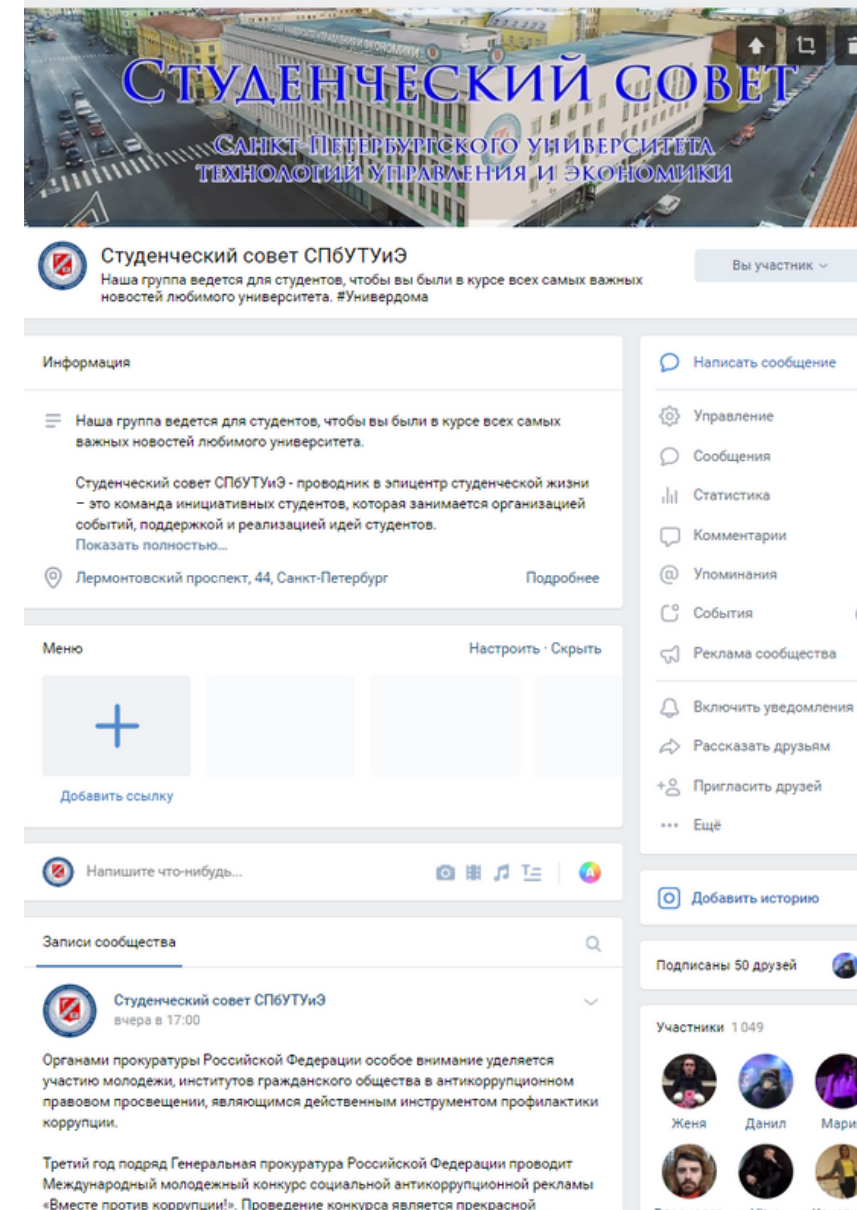 Студенческий совет
Санкт-Петербургского университета
технологий управления и экономики
Студенческий совет СПбУТУиЭ
Наша группа ведется для студентов, чтобы вы были в курсе всех самых важных
новостей любимого университета. #Универдома
Вы участник
Информация
Наша группа ведется для студентов, чтобы вы были в курсе всех самых
важных новостей любимого университета.
Студенческий совет СПбУТУиЭ - проводник в эпицентр студенческой жизни
– это команда инициативных студентов, которая занимается организацией
событий, поддержкой и реализацией идей студентов.
Показать полностью...
Лермонтовский проспект, 44, Санкт-Петербург
Подробнее
Меню
Настроить · Скрыть
Добавить ссылку
Напишите что-нибудь...
Записи сообщества
Студенческий совет СПбУТУиЭ
вчера в 17:00
Органами прокуратуры Российской Федерации особое внимание уделяется
участию молодежи, институтов гражданского общества в антикоррупционном
правовом просвещении, являющимся действенным инструментом профилактики
коррупции.
Третий год подряд Генеральная прокуратура Российской Федерации проводит
Международный молодежный конкурс социальной антикоррупционной рекламы
«Вместе против коррупции!». Проведение конкурса является прекрасной
Написать сообщение
Управление
Сообщения
Статистика
Комментарии
Упоминания
События
Реклама сообщества
Включить уведомления
Рассказать друзьям
Пригласить друзей
Ещё
Добавить историю
Подписаны 50 друзей
Участники 1 049
Женя
Данил